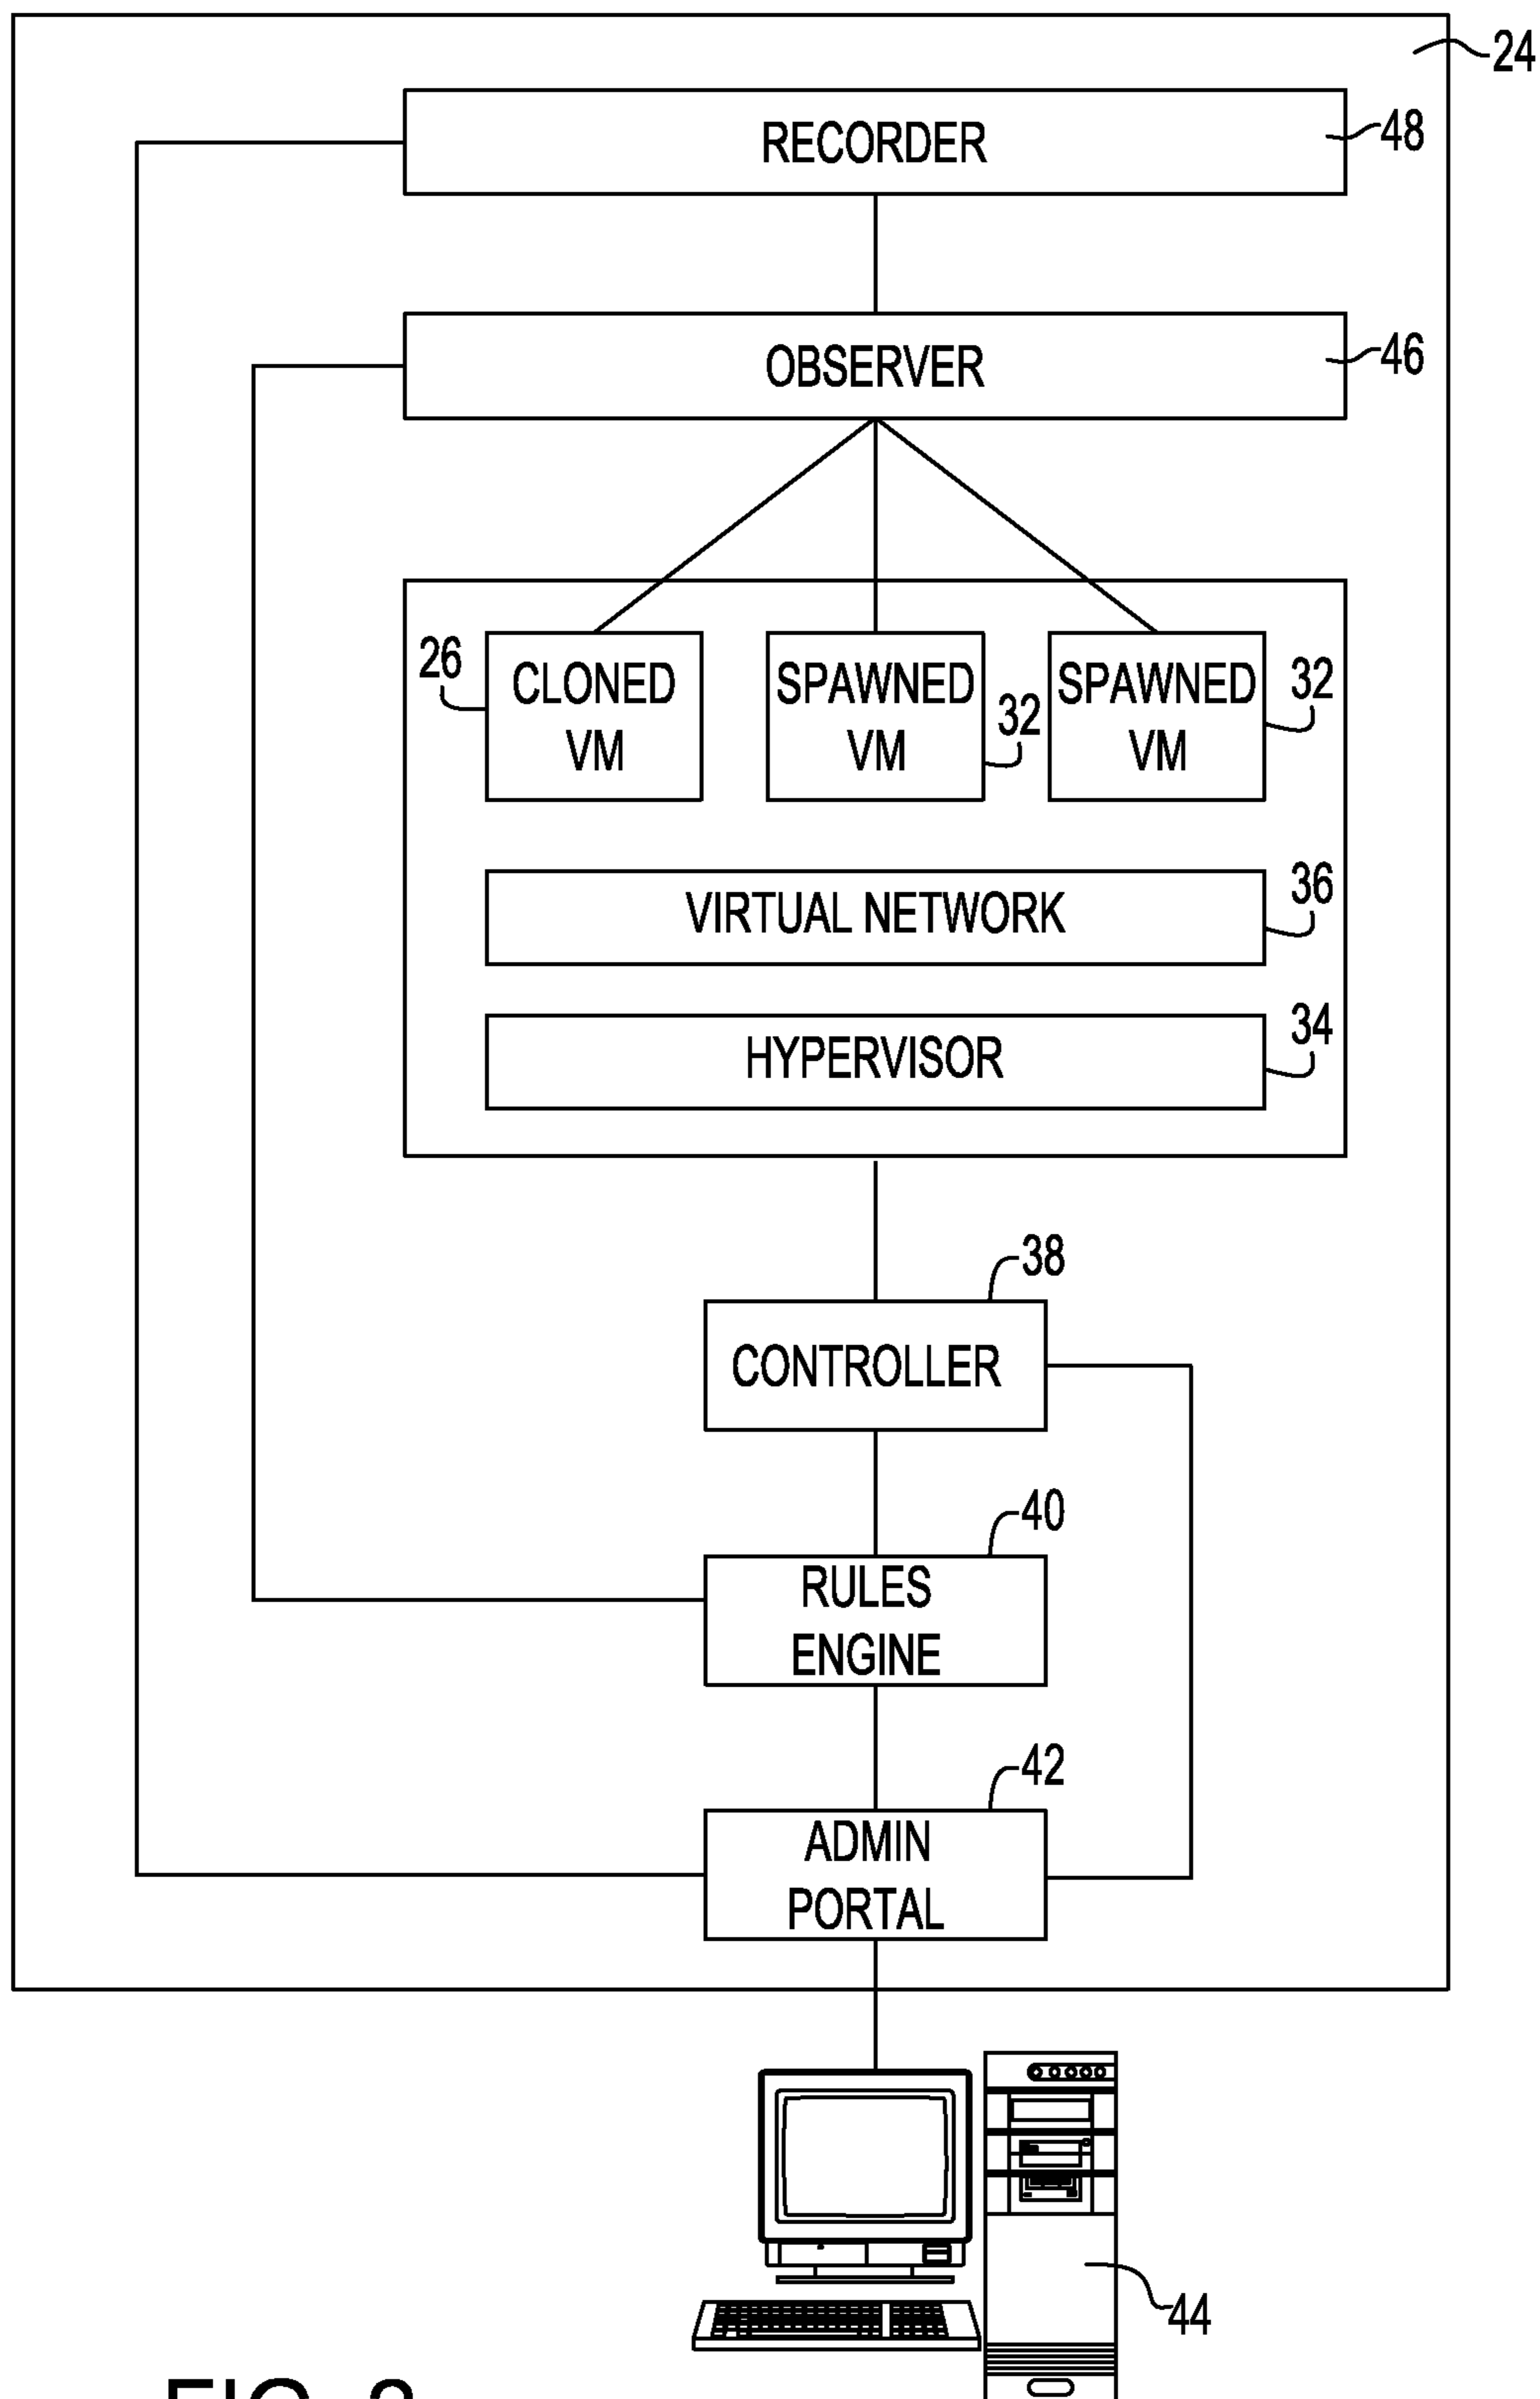 24
RECORDER
48
OBSERVER
46
26
CLONED
VM
SPAWNED
VM
32
SPAWNED
VM
32
VIRTUAL NETWORK
36
HYPERVISOR
34
38
CONTROLLER
40
RULES
ENGINE
42
ADMIN
PORTAL
44
FIG.